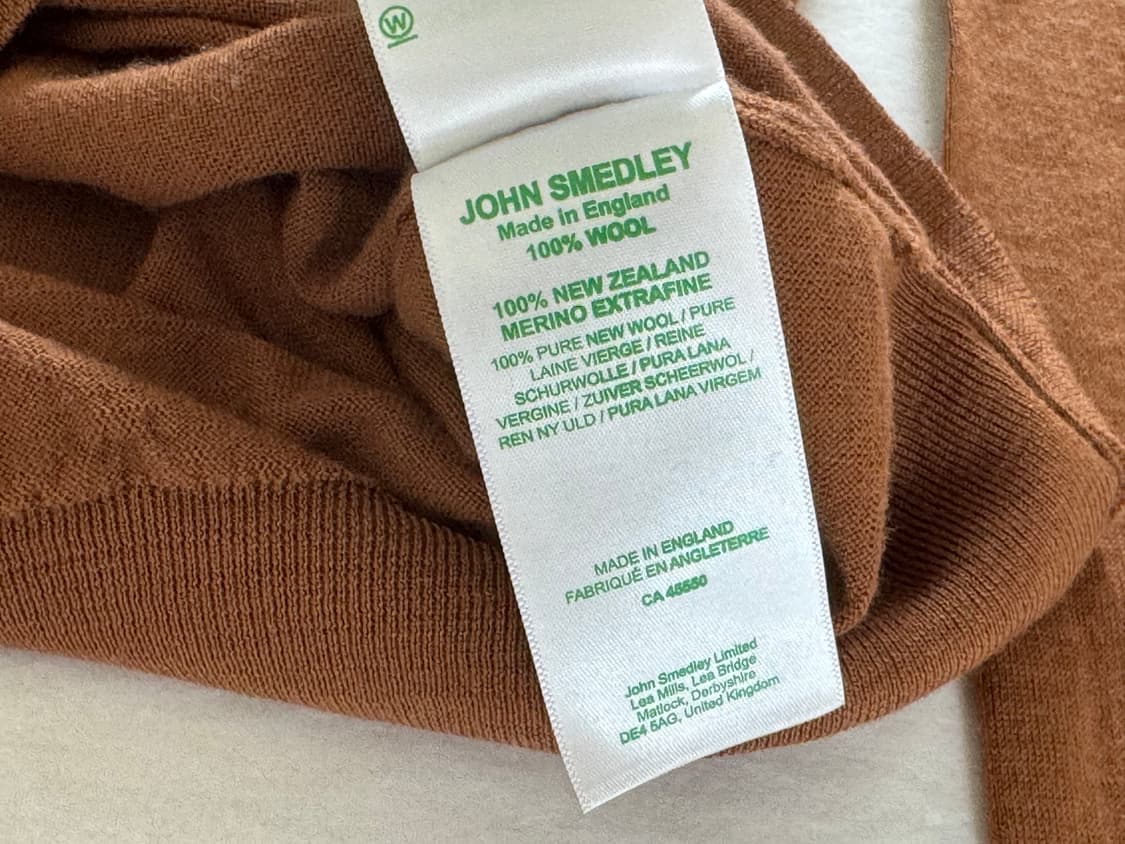 W
JOHN SMEDLEY
Made in England
100% WOOL
100% NEW ZEALAND
MERINO EXTRAFINE
100% PURE NEW WOOL / PURE
LAINE VIERGE / REINE
SCHURWOLLE / PURA LANA
VERGINE / ZUIVER SCHEERWOL /
REN NY ULD / PURA LANA VIRGEM
MADE IN ENGLAND
FABRIQUÉ EN ANGLETERRE
CA 45550
John Smedley Limited
Lea Mills, Lea Bridge
Matlock, Derbyshire
DE4 5AG, United Kingdom